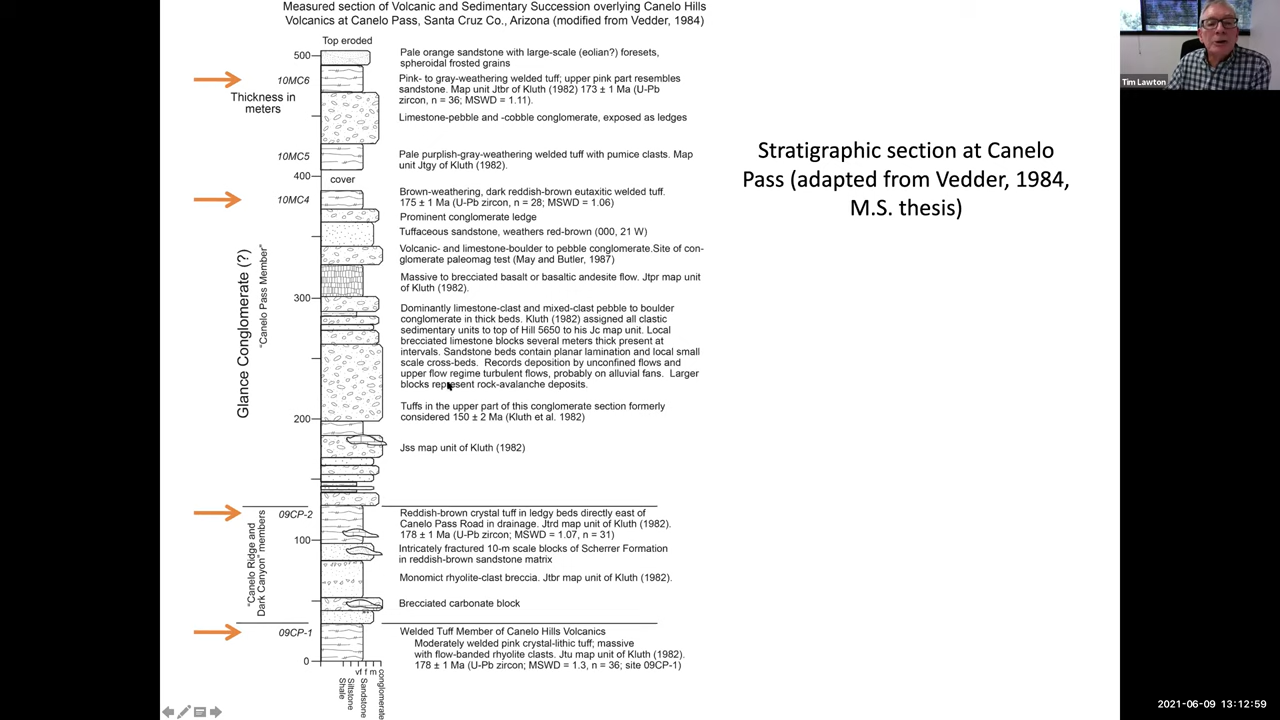 Measured section of Volcanic and Sedimentary Succession overlying Canelo Hills
Volcanics at Canelo Pass, Santa Cruz Co., Arizona (modified from Vedder, 1984)
Top eroded
500
10MC6
Thickness in
meters
10MC5
400
cover
10MC4
300
Glance Conglomerate (?)
"Canelo Pass Member"
200
09CP-2
100
"Canelo Ridge and
Dark Canyon" members
09CP-1
0
vf f m
Shale
Siltstone
Sandstone
conglomerate
Pale orange sandstone with large-scale (eolian?) foresets,
spheroidal frosted grains
Pink- to gray-weathering welded tuff; upper pink part resembles
sandstone. Map unit Jtbr of Kluth (1982) 173 ± 1 Ma (U-Pb
zircon, n = 36; MSWD = 1.11).
Limestone-pebble and -cobble conglomerate, exposed as ledges
Pale purplish-gray-weathering welded tuff with pumice clasts. Map
unit Jtgy of Kluth (1982).
Brown-weathering, dark reddish-brown eutaxitic welded tuff.
175 ± 1 Ma (U-Pb zircon, n = 28; MSWD = 1.06)
Prominent conglomerate ledge
Tuffaceous sandstone, weathers red-brown (000, 21 W)
Volcanic- and limestone-boulder to pebble conglomerate.Site of con-
glomerate paleomag test (May and Butler, 1987)
Massive to brecciated basalt or basaltic andesite flow. Jtpr map unit
of Kluth (1982).
Dominantly limestone-clast and mixed-clast pebble to boulder
conglomerate in thick beds. Kluth (1982) assigned all clastic
sedimentary units to top of Hill 5650 to his Jc map unit. Local
brecciated limestone blocks several meters thick present at
intervals. Sandstone beds contain planar lamination and local small
scale cross-beds. Records deposition by unconfined flows and
upper flow regime turbulent flows, probably on alluvial fans. Larger
blocks represent rock-avalanche deposits.
Tuffs in the upper part of this conglomerate section formerly
considered 150 ± 2 Ma (Kluth et al. 1982)
Jss map unit of Kluth (1982)
Reddish-brown crystal tuff in ledgy beds directly east of
Canelo Pass Road in drainage. Jtrd map unit of Kluth (1982).
178 ± 1 Ma (U-Pb zircon; MSWD = 1.07, n = 31)
Intricately fractured 10-m scale blocks of Scherrer Formation
in reddish-brown sandstone matrix
Monomict rhyolite-clast breccia. Jtbr map unit of Kluth (1982).
Brecciated carbonate block
Welded Tuff Member of Canelo Hills Volcanics
Moderately welded pink crystal-lithic tuff; massive
with flow-banded rhyolite clasts. Jtu map unit of Kluth (1982).
178 ± 1 Ma (U-Pb zircon; MSWD = 1.3, n = 36; site 09CP-1)
Stratigraphic section at Canelo
Pass (adapted from Vedder, 1984,
M.S. thesis)
Tim Lawton
2021-06-09 13:12:59